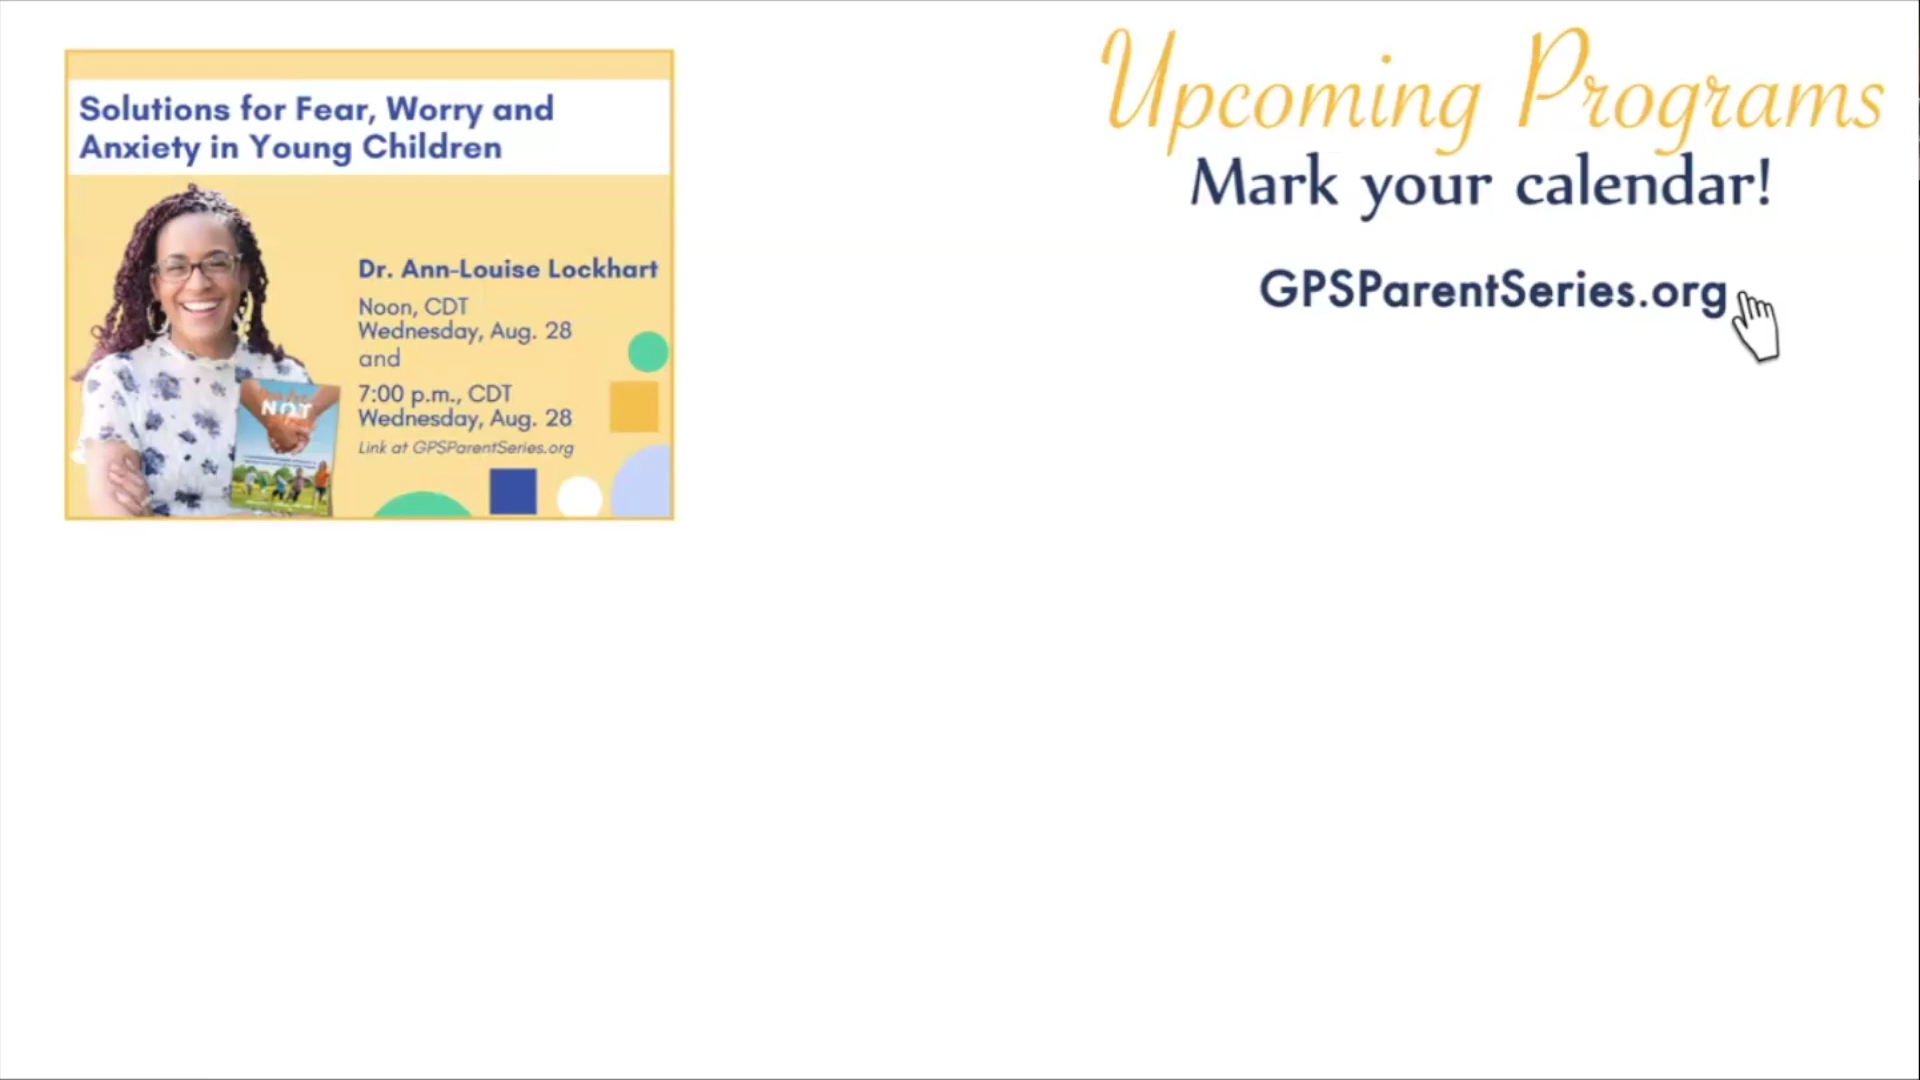 Solutions for Fear, Worry and
Anxiety in Young Children
Dr. Ann-Louise Lockhart
Noon, CDT
Wednesday, Aug. 28
and
7:00 p.m., CDT
Wednesday, Aug. 28
Link at GPSParentSeries.org
NOT
Upcoming Programs
Mark your calendar!
GPSParentSeries.org